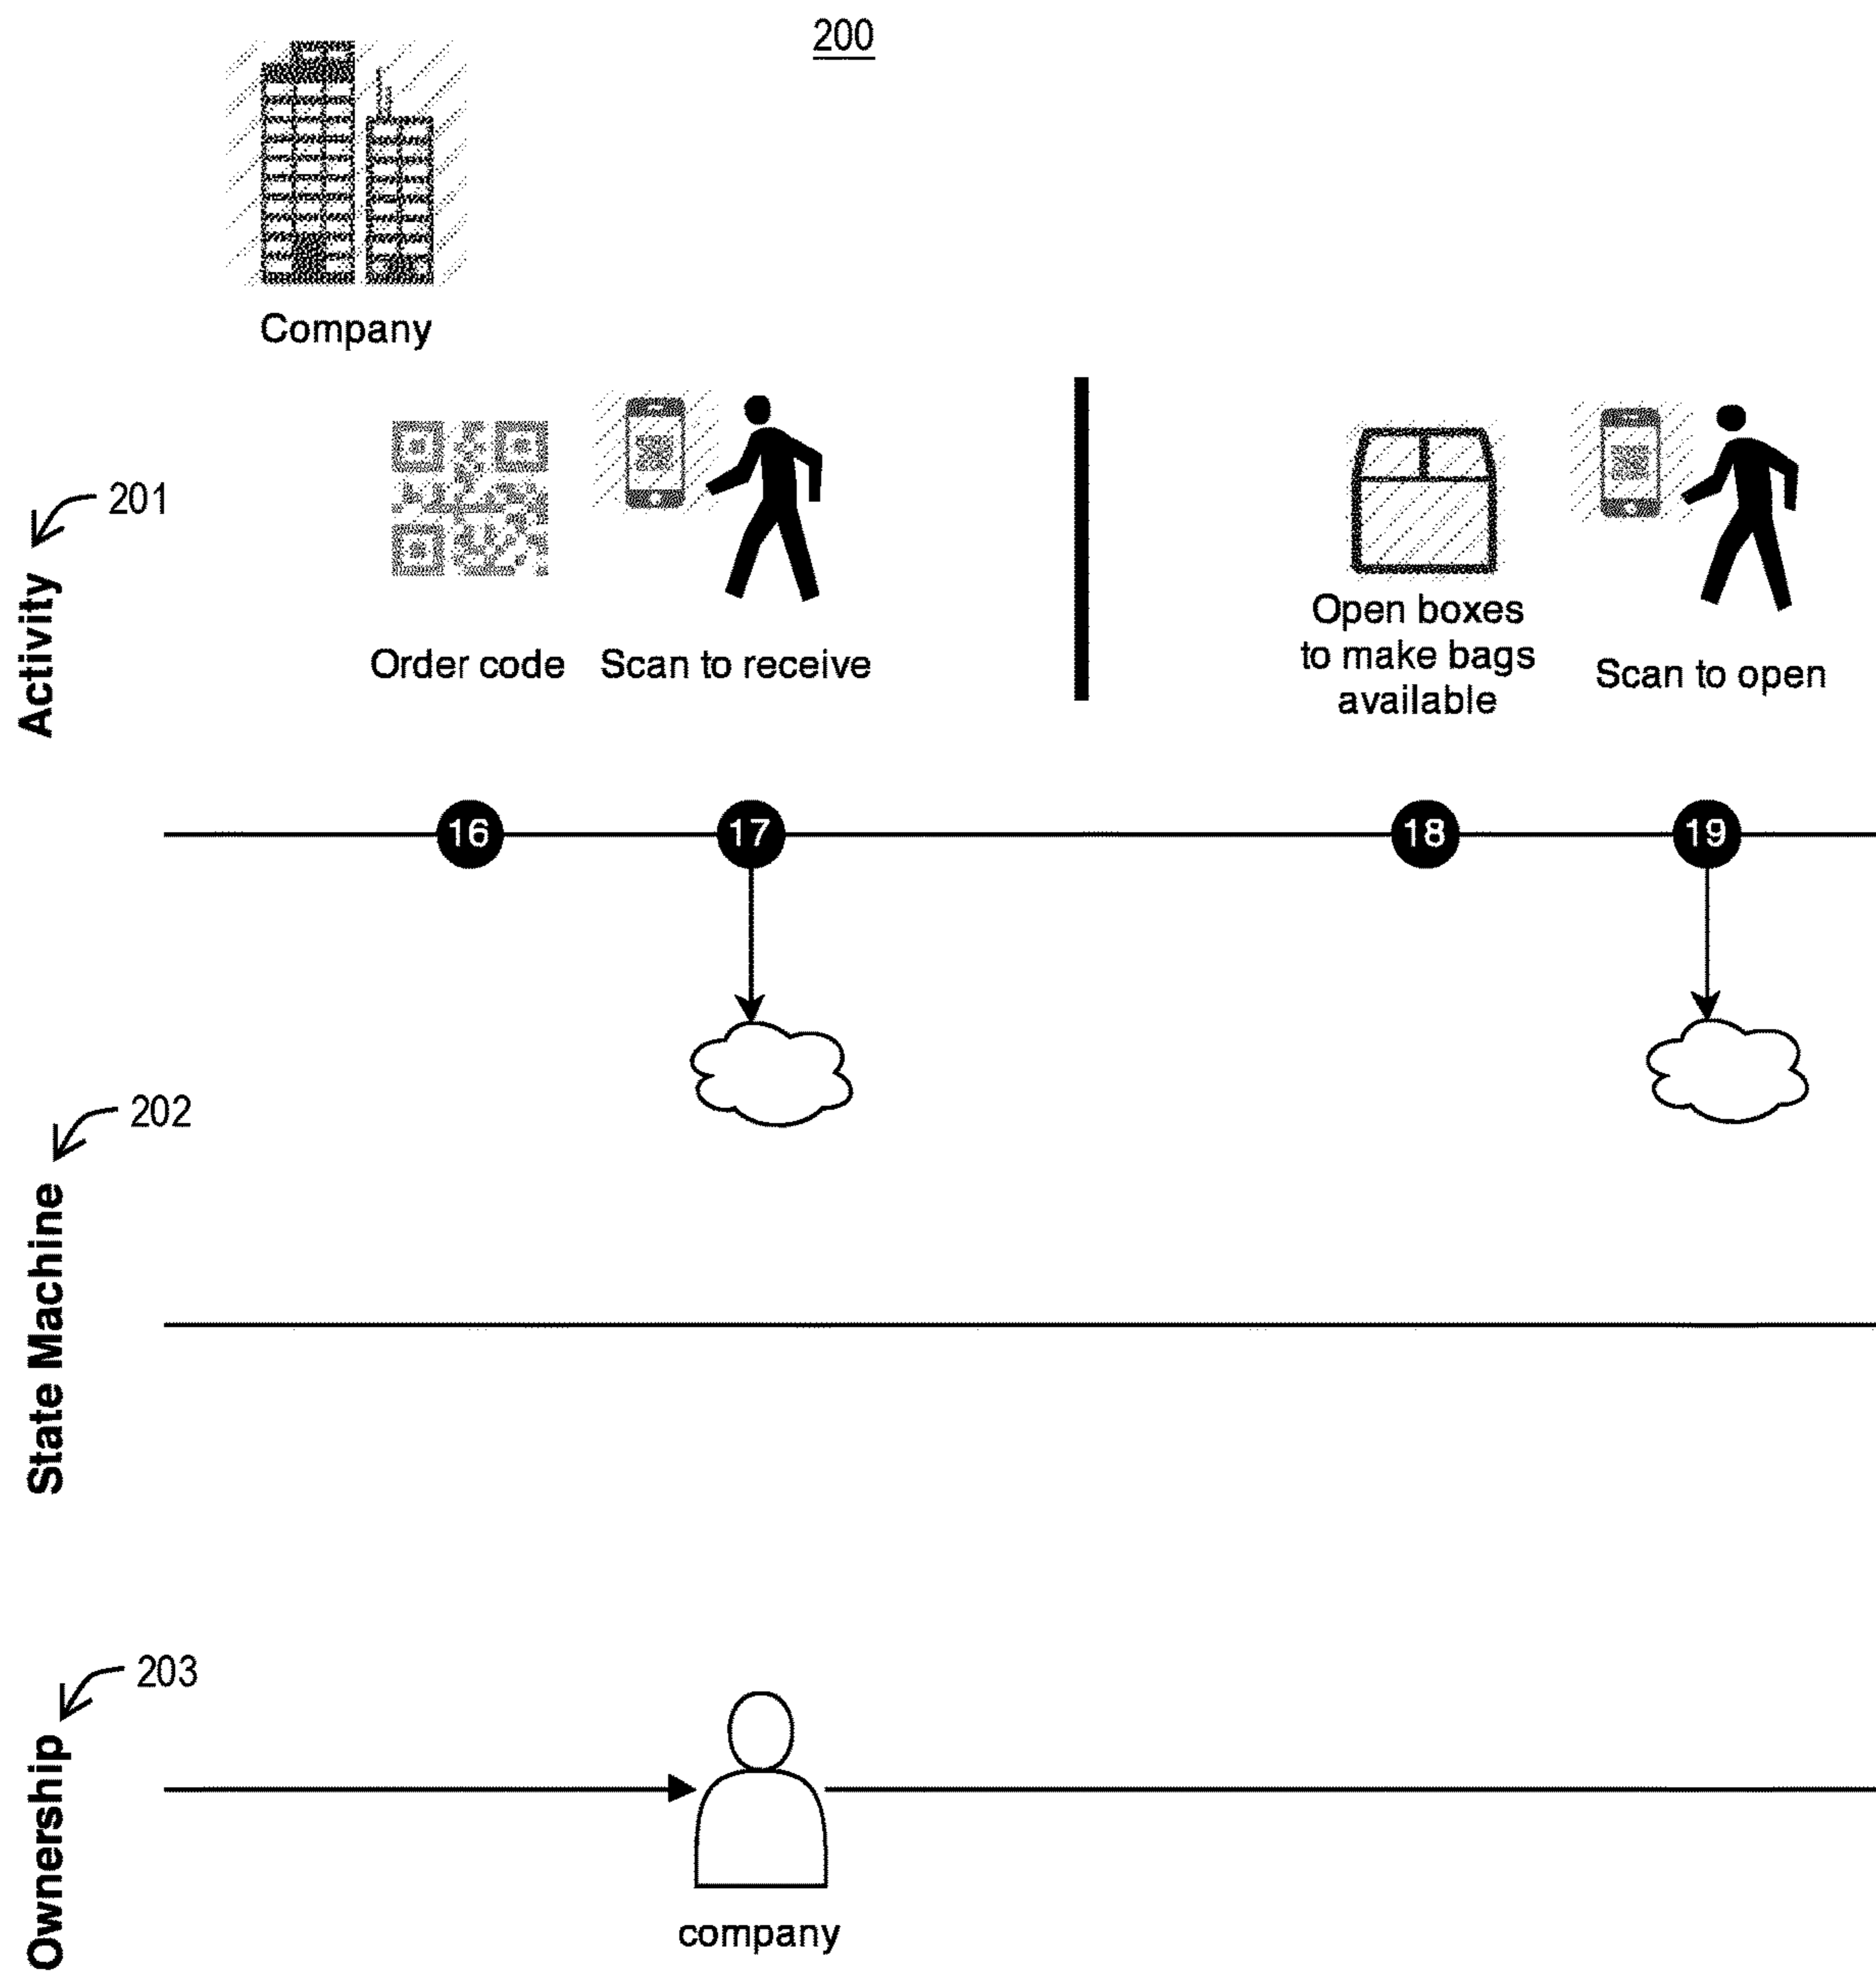 200
Company
201
Activity
Order code
Scan to receive
Open boxes
to make bags
available
Scan to open
16
17
18
19
202
State Machine
203
Ownership
company